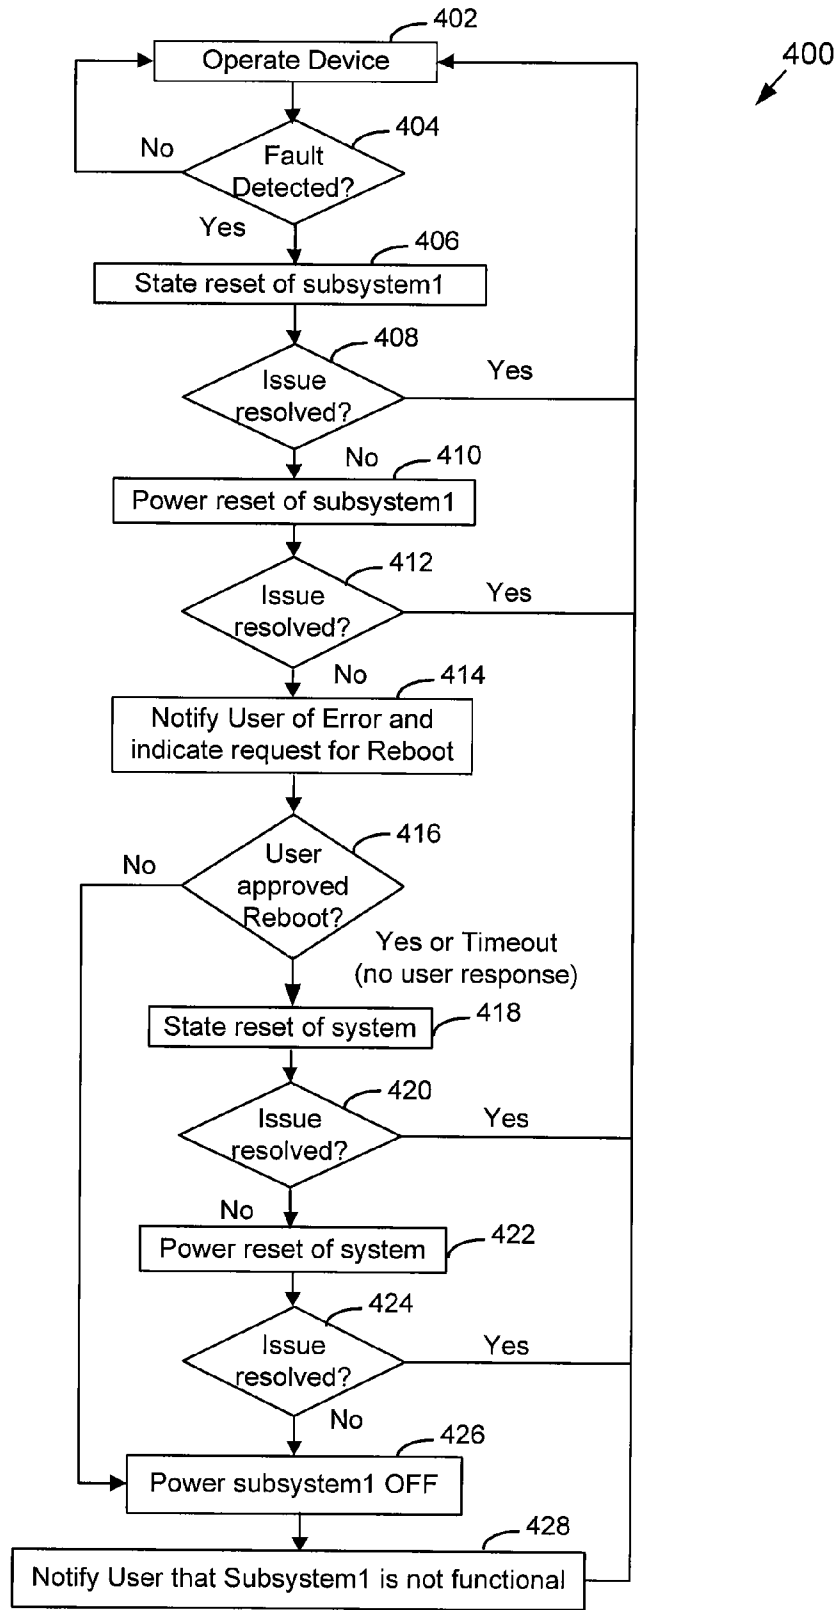 402
Operate Device
400
404
No
Fault
Detected?
Yes
406
State reset of subsystem1
408
Issue
resolved?
Yes
No
410
Power reset of subsystem1
412
Issue
resolved?
Yes
No
414
Notify User of Error and
indicate request for Reboot
416
No
User
approved
Reboot?
Yes or Timeout
(no user response)
State reset of system
418
420
Issue
resolved?
Yes
No
Power reset of system
422
424
Issue
resolved?
Yes
No
426
Power subsystem1 OFF
428
Notify User that Subsystem1 is not functional